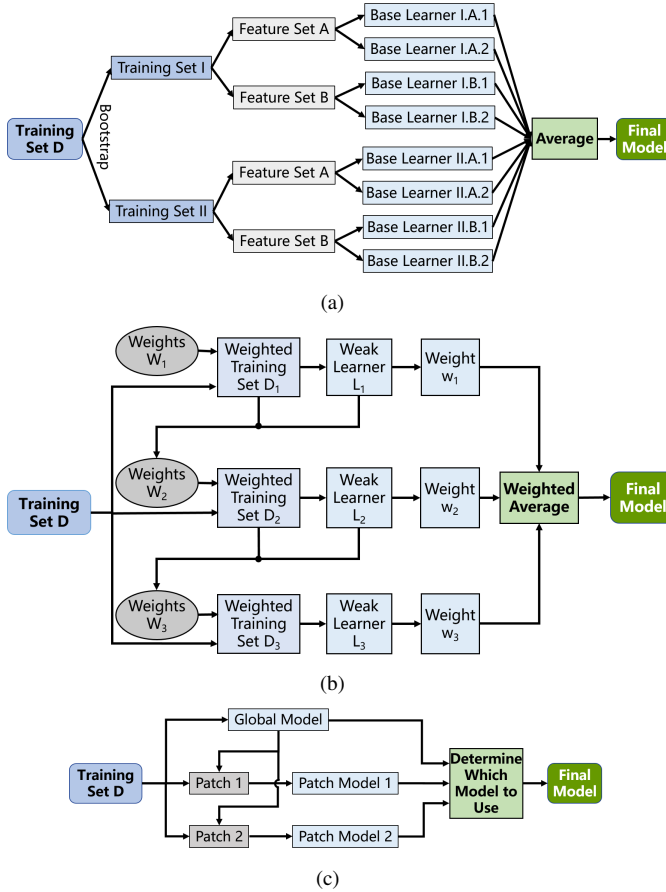 Training
Set D
Bootstrap
Training Set I
Training Set II
Feature Set A
Feature Set B
Feature Set A
Feature Set B
Base Learner I.A.1
Base Learner I.A.2
Base Learner I.B.1
Base Learner I.B.2
Base Learner II.A.1
Base Learner II.A.2
Base Learner II.B.1
Base Learner II.B.2
Average
Final
Model
(a)
Weights
W₁
Weighted
Training
Set D₁
Weak
Learner
L₁
Weight
w₁
Training
Set D
Weights
W₂
Weighted
Training
Set D₂
Weak
Learner
L₂
Weight
w₂
Weighted
Average
Final
Model
Weights
W₃
Weighted
Training
Set D₃
Weak
Learner
L₃
Weight
w₃
(b)
Training
Set D
Global Model
Patch 1
Patch Model 1
Patch 2
Patch Model 2
Determine
Which
Model to
Use
Final
Model
(c)